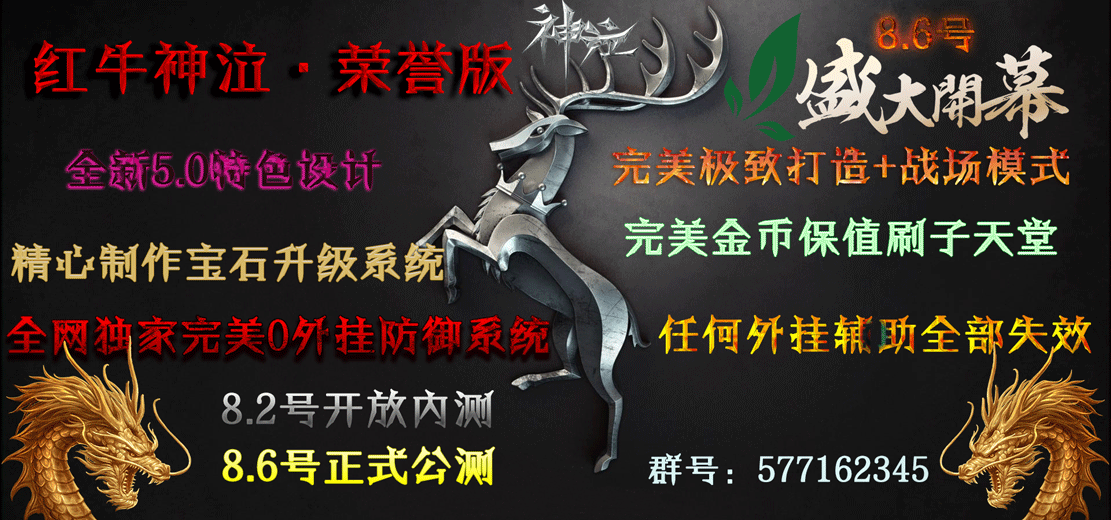 神泣
红牛神泣·荣誉版
8.6号
盛大開幕
全新5.0特色设计
完美极致打造+战场模式
精心制作宝石升级系统
完美金币保值刷子天堂
全网独家完美0外挂防御系统
任何外挂辅助全部失效
8.2号开放内测
8.6号正式公测
群号：577162345